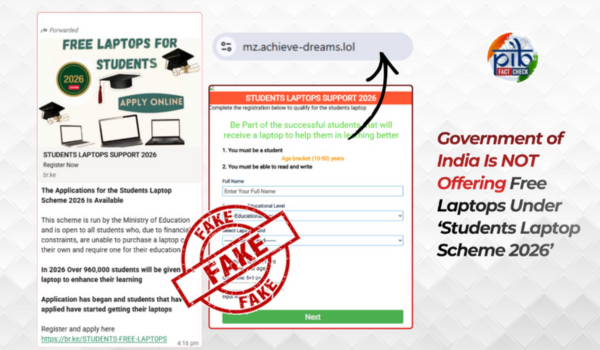 Forwarded
FREE LAPTOPS FOR
STUDENTS
2026
APPLY ONLINE
STUDENTS LAPTOPS SUPPORT 2026
Register Now
br.ke
The Applications for the Students Laptop
Scheme 2026 Is Available
This scheme is run by the Ministry of Education
and is open to all students who, due to financial
constraints, are unable to purchase a laptop
their own and require one for their education
In 2026 Over 960,000 students will be given
laptop to enhance their learning
Application has began and students that
applied have started getting their laptops
Register and apply here
https://br.ke/STUDENTS-FREE-LAPTOPS
4:16 pm
mz.achieve-dreams.lol
STUDENTS LAPTOPS SUPPORT 2026
Complete the registration below to qualify for the students laptop
Be Part of the successful students that will
receive a laptop to help them in learning better
1. You must be a student
Age bracket (10-50) years
2. You must be able to read and write
Full Name
Enter Your Full Name
Educational Level
Educational
Select
FAKE
FAKE
FAKE
Next
pib
FACT CHECK
Government of
India Is NOT
Offering Free
Laptops Under
‘Students Laptop
Scheme 2026’